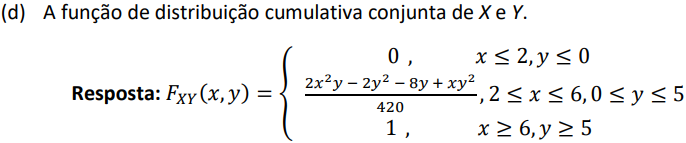 (d) A função de distribuição cumulativa conjunta de X e Y.
0 , x ≤ 2, y ≤ 0
Resposta: F_XY(x, y) = { (2x²y − 2y² − 8y + xy²)/420 , 2 ≤ x ≤ 6, 0 ≤ y ≤ 5
1 , x ≥ 6, y ≥ 5